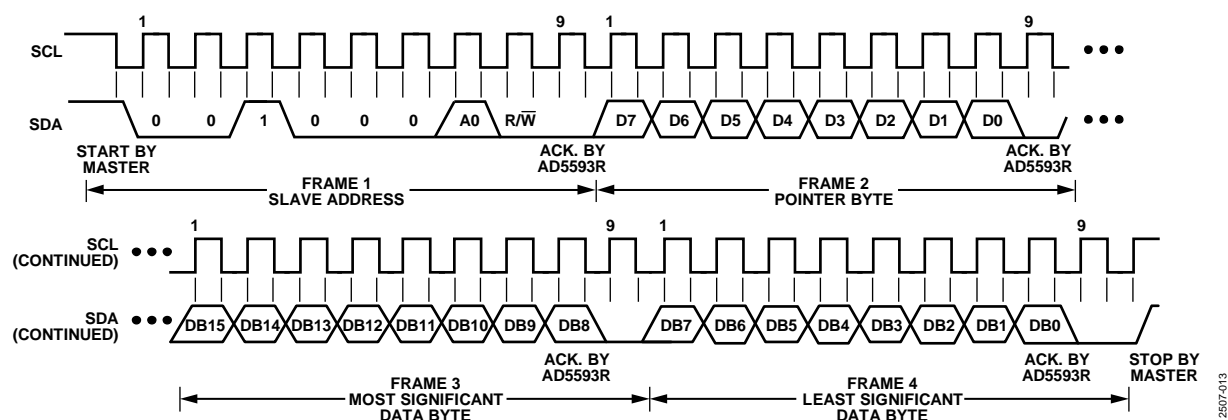 1 9 1 9
SCL
SDA 0 0 1 0 0 0 A0 R/W̅ D7 D6 D5 D4 D3 D2 D1 D0
START BY
MASTER
ACK. BY
AD5593R
ACK. BY
AD5593R
FRAME 1
SLAVE ADDRESS
FRAME 2
POINTER BYTE
1 9 1 9
SCL
(CONTINUED)
SDA
(CONTINUED)
DB15 DB14 DB13 DB12 DB11 DB10 DB9 DB8 DB7 DB6 DB5 DB4 DB3 DB2 DB1 DB0
ACK. BY
AD5593R
ACK. BY
AD5593R
STOP BY
MASTER
FRAME 3
MOST SIGNIFICANT
DATA BYTE
FRAME 4
LEAST SIGNIFICANT
DATA BYTE
2507-013